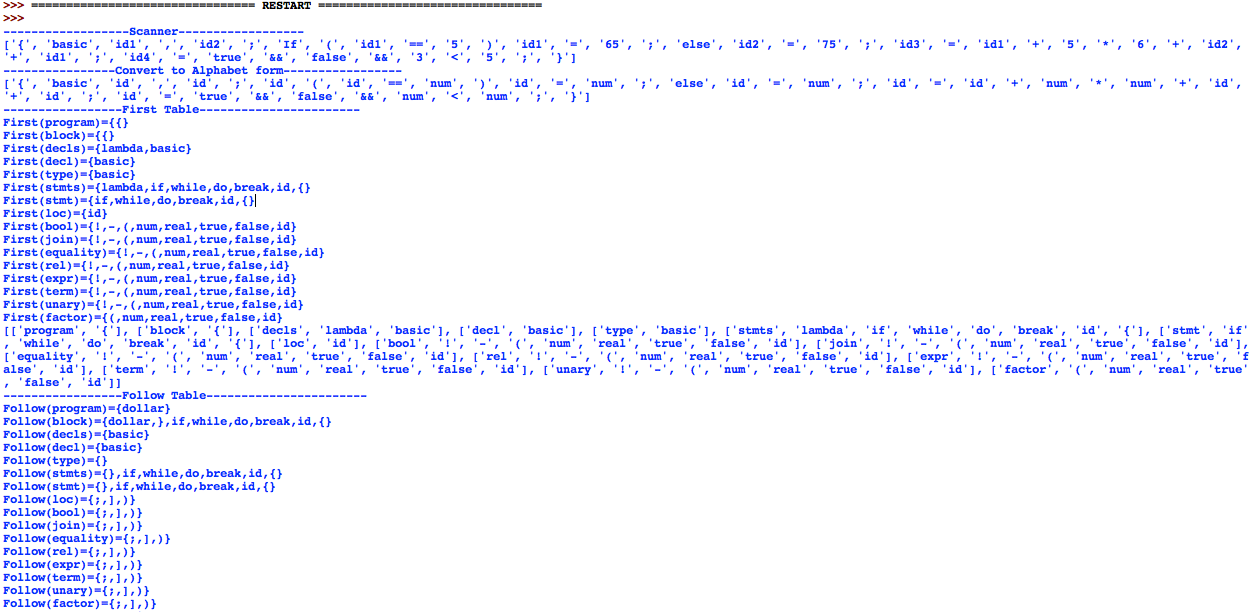 >>> ================================ RESTART ================================
>>>
------------------Scanner------------------
['{', 'basic', 'id1', ',', 'id2', ';', 'If', '(', 'id1', '==', '5', ')', 'id1', '=', '65', ';', 'else', 'id2', '=', '75', ';', 'id3', '=', 'id1', '+', '5', '*', '6', '+', 'id2',
'+', 'id1', ';', 'id4', '=', 'true', '&&', 'false', '&&', '3', '<', '5', ';', '}']
----------------Convert to Alphabet form-----------------
['{', 'basic', 'id', ',', 'id', ';', 'id', '(', 'id', '==', 'num', ')', 'id', '=', 'num', ';', 'else', 'id', '=', 'num', ';', 'id', '=', 'id', '+', 'num', '*', 'num', '+', 'id',
'+', 'id', ';', 'id', '=', 'true', '&&', 'false', '&&', 'num', '<', 'num', ';', '}']
-----------------First Table-----------------------
First(program)={{}
First(block)={{}
First(decls)={lambda,basic}
First(decl)={basic}
First(type)={basic}
First(stmts)={lambda,if,while,do,break,id,{}
First(stmt)={if,while,do,break,id,{}
First(loc)={id}
First(bool)={!,-,(,num,real,true,false,id}
First(join)={!,-,(,num,real,true,false,id}
First(equality)={!,-,(,num,real,true,false,id}
First(rel)={!,-,(,num,real,true,false,id}
First(expr)={!,-,(,num,real,true,false,id}
First(term)={!,-,(,num,real,true,false,id}
First(unary)={!,-,(,num,real,true,false,id}
First(factor)={(,num,real,true,false,id}
[['program', '{'], ['block', '{'], ['decls', 'lambda', 'basic'], ['decl', 'basic'], ['type', 'basic'], ['stmts', 'lambda', 'if', 'while', 'do', 'break', 'id', '{'], ['stmt', 'if'
, 'while', 'do', 'break', 'id', '{'], ['loc', 'id'], ['bool', '!', '-', '(', 'num', 'real', 'true', 'false', 'id'], ['join', '!', '-', '(', 'num', 'real', 'true', 'false', 'id'],
['equality', '!', '-', '(', 'num', 'real', 'true', 'false', 'id'], ['rel', '!', '-', '(', 'num', 'real', 'true', 'false', 'id'], ['expr', '!', '-', '(', 'num', 'real', 'true', 'f
alse', 'id'], ['term', '!', '-', '(', 'num', 'real', 'true', 'false', 'id'], ['unary', '!', '-', '(', 'num', 'real', 'true', 'false', 'id'], ['factor', '(', 'num', 'real', 'true'
, 'false', 'id']]
-----------------Follow Table-----------------------
Follow(program)={dollar}
Follow(block)={dollar,},if,while,do,break,id,{}
Follow(decls)={basic}
Follow(decl)={basic}
Follow(type)={}
Follow(stmts)={},if,while,do,break,id,{}
Follow(stmt)={},if,while,do,break,id,{}
Follow(loc)={;,],)}
Follow(bool)={;,],)}
Follow(join)={;,],)}
Follow(equality)={;,],)}
Follow(rel)={;,],)}
Follow(expr)={;,],)}
Follow(term)={;,],)}
Follow(unary)={;,],)}
Follow(factor)={;,],)}